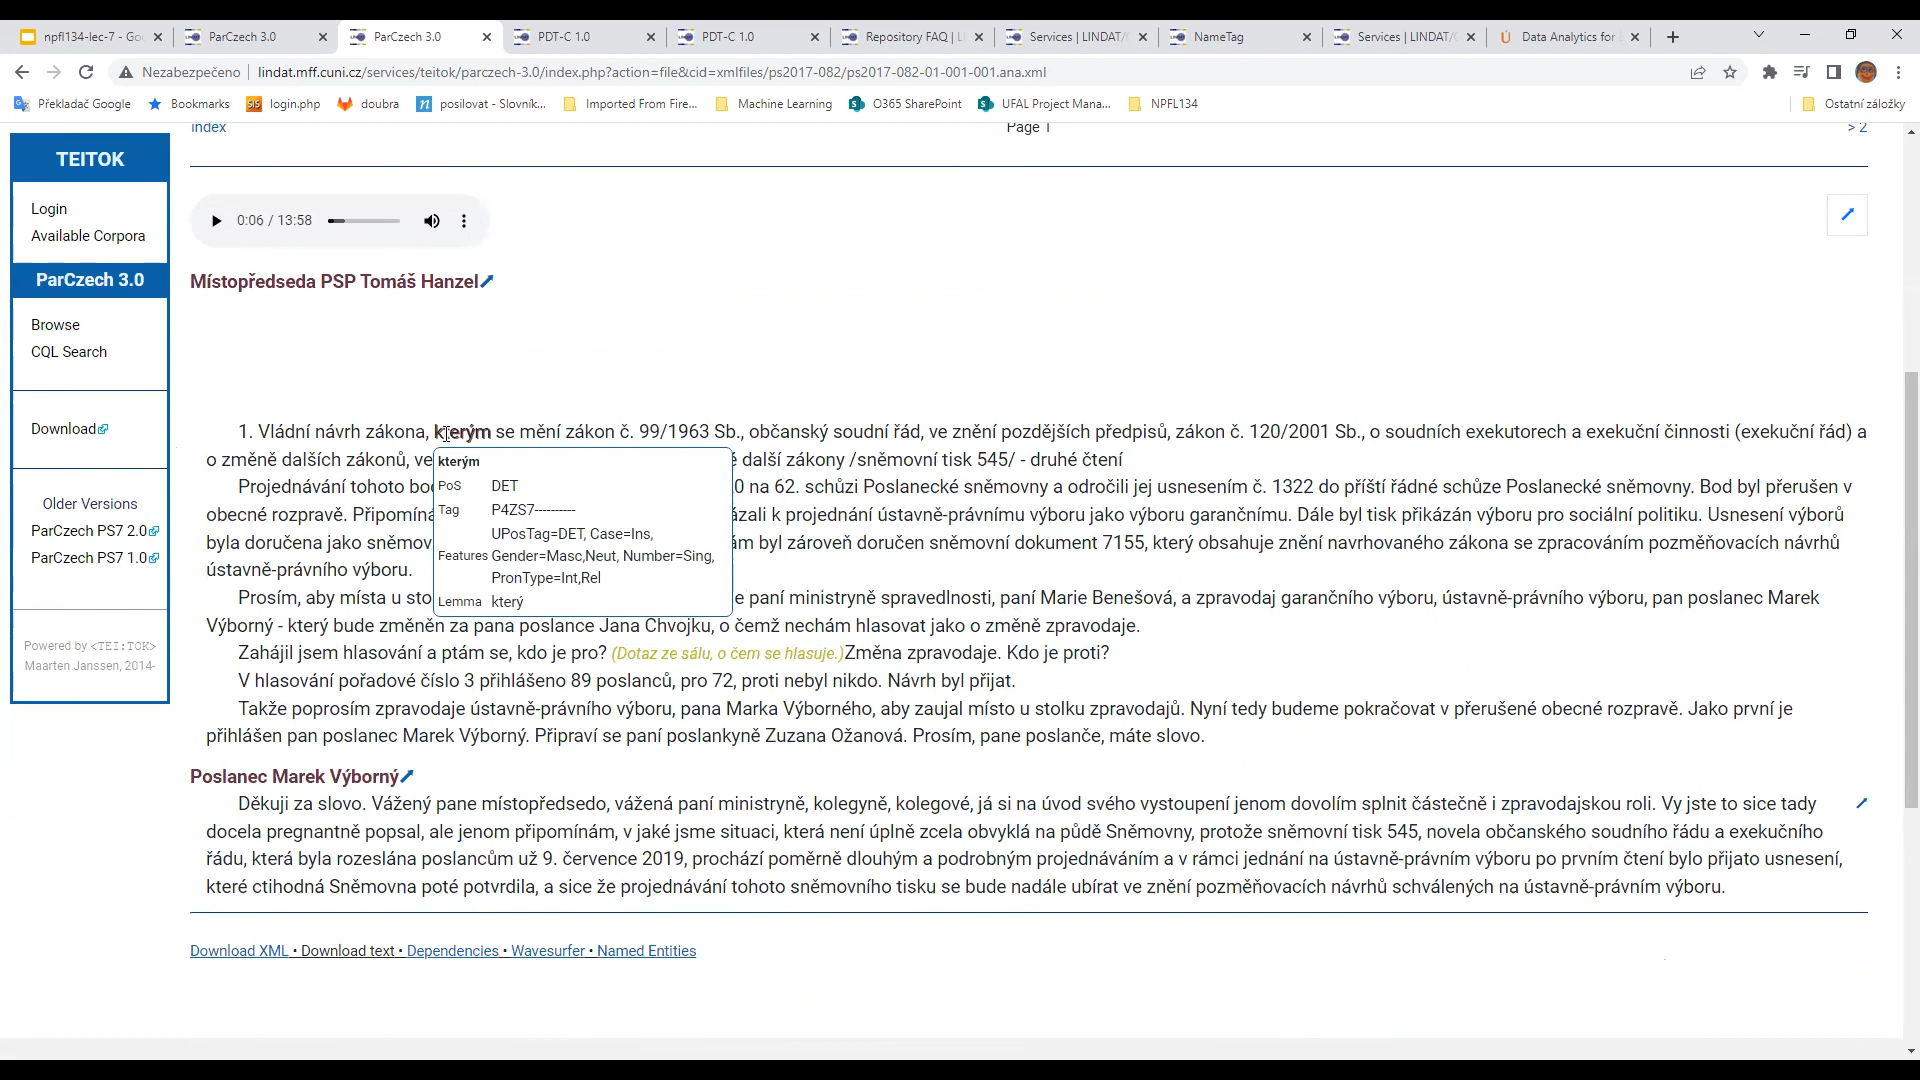 npfl134-lec-7 - Go
ParCzech 3.0
ParCzech 3.0
PDT-C 1.0
PDT-C 1.0
Repository FAQ | L
Services | LINDAT/
NameTag
Services | LINDAT/
Data Analytics for
Nezabezpečeno
lindat.mff.cuni.cz/services/teitok/parczech-3.0/index.php?action=file&cid=xmlfiles/ps2017-082/ps2017-082-01-001-001.ana.xml
Překladač Google
Bookmarks
login.php
doubra
posilovat - Slovník...
Imported From Fire...
Machine Learning
O365 SharePoint
UFAL Project Mana...
NPFL134
Ostatní záložky
Index
Page 1
> 2
TEITOK
Login
Available Corpora
ParCzech 3.0
Browse
CQL Search
Download
Older Versions
ParCzech PS7 2.0
ParCzech PS7 1.0
Powered by <TEI:TOK>
Maarten Janssen, 2014-
0:06 / 13:58
Místopředseda PSP Tomáš Hanzel
1. Vládní návrh zákona, kterým se mění zákon č. 99/1963 Sb., občanský soudní řád, ve znění pozdějších předpisů, zákon č. 120/2001 Sb., o soudních exekutorech a exekuční činnosti (exekuční řád) a
o změně dalších zákonů, ve další zákony /sněmovní tisk 545/ - druhé čtení
Projednávání tohoto bo 0 na 62. schůzi Poslanecké sněmovny a odročili jej usnesením č. 1322 do příští řádné schůze Poslanecké sněmovny. Bod byl přerušen v
obecné rozpravě. Připomíná ázali k projednání ústavně-právnímu výboru jako výboru garančnímu. Dále byl tisk přikázán výboru pro sociální politiku. Usnesení výborů
byla doručena jako sněmov ám byl zároveň doručen sněmovní dokument 7155, který obsahuje znění navrhovaného zákona se zpracováním pozměňovacích návrhů
ústavně-právního výboru.
Prosím, aby místa u sto e paní ministryně spravedlnosti, paní Marie Benešová, a zpravodaj garančního výboru, ústavně-právního výboru, pan poslanec Marek
Výborný - který bude změněn za pana poslance Jana Chvojku, o čemž nechám hlasovat jako o změně zpravodaje.
Zahájil jsem hlasování a ptám se, kdo je pro? (Dotaz ze sálu, o čem se hlasuje.)Změna zpravodaje. Kdo je proti?
V hlasování pořadové číslo 3 přihlášeno 89 poslanců, pro 72, proti nebyl nikdo. Návrh byl přijat.
Takže poprosím zpravodaje ústavně-právního výboru, pana Marka Výborného, aby zaujal místo u stolku zpravodajů. Nyní tedy budeme pokračovat v přerušené obecné rozpravě. Jako první je
přihlášen pan poslanec Marek Výborný. Připraví se paní poslankyně Zuzana Ožanová. Prosím, pane poslanče, máte slovo.
kterým
PoS DET
Tag P4ZS7----------
UPosTag=DET, Case=Ins,
Features Gender=Masc,Neut, Number=Sing,
PronType=Int,Rel
Lemma který
Poslanec Marek Výborný
Děkuji za slovo. Vážený pane místopředsedo, vážená paní ministryně, kolegyně, kolegové, já si na úvod svého vystoupení jenom dovolím splnit částečně i zpravodajskou roli. Vy jste to sice tady
docela pregnantně popsal, ale jenom připomínám, v jaké jsme situaci, která není úplně zcela obvyklá na půdě Sněmovny, protože sněmovní tisk 545, novela občanského soudního řádu a exekučního
řádu, která byla rozeslána poslancům už 9. července 2019, prochází poměrně dlouhým a podrobným projednáváním a v rámci jednání na ústavně-právním výboru po prvním čtení bylo přijato usnesení,
které ctihodná Sněmovna poté potvrdila, a sice že projednávání tohoto sněmovního tisku se bude nadále ubírat ve znění pozměňovacích návrhů schválených na ústavně-právním výboru.
Download XML • Download text • Dependencies • Wavesurfer • Named Entities